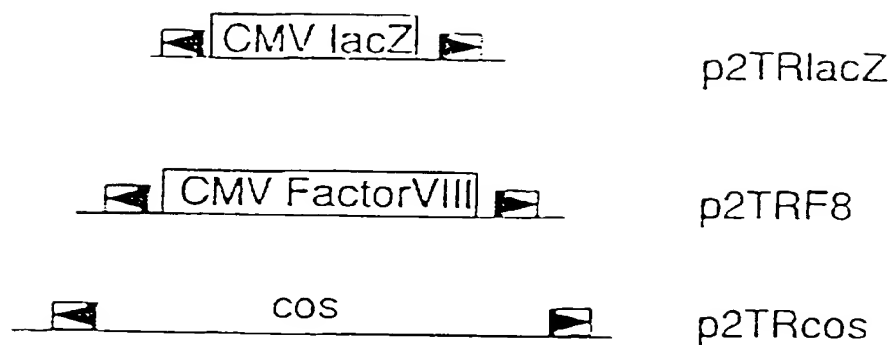 CMV lacZ p2TRlacZ
CMV FactorVIII p2TRF8
cos p2TRcos